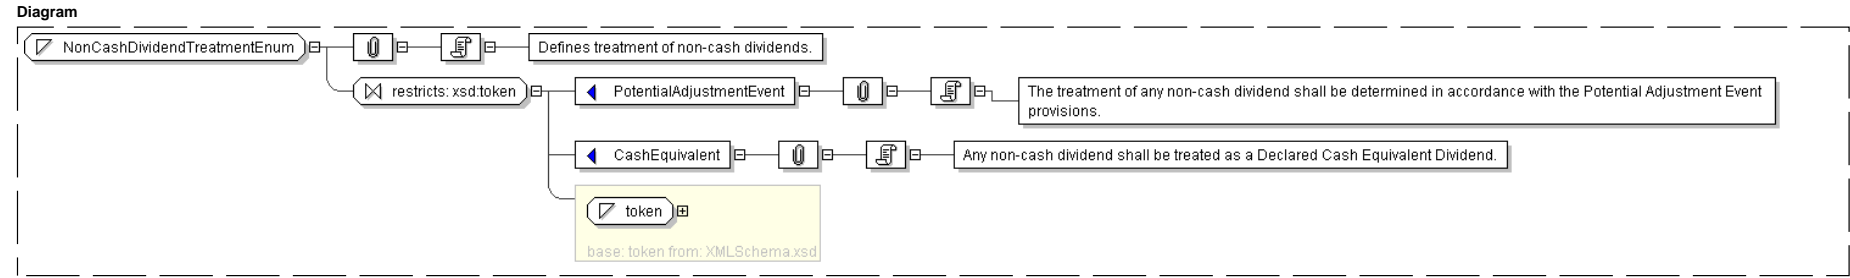 Diagram
NonCashDividendTreatmentEnum
Defines treatment of non-cash dividends.
restricts: xsd:token
PotentialAdjustmentEvent
The treatment of any non-cash dividend shall be determined in accordance with the Potential Adjustment Event
provisions.
CashEquivalent
Any non-cash dividend shall be treated as a Declared Cash Equivalent Dividend.
token
base: token from: XMLSchema.xsd